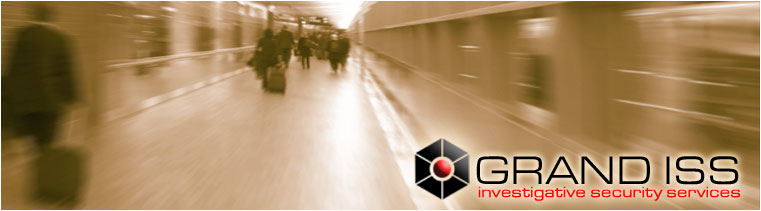 GRAND ISS
investigative security services